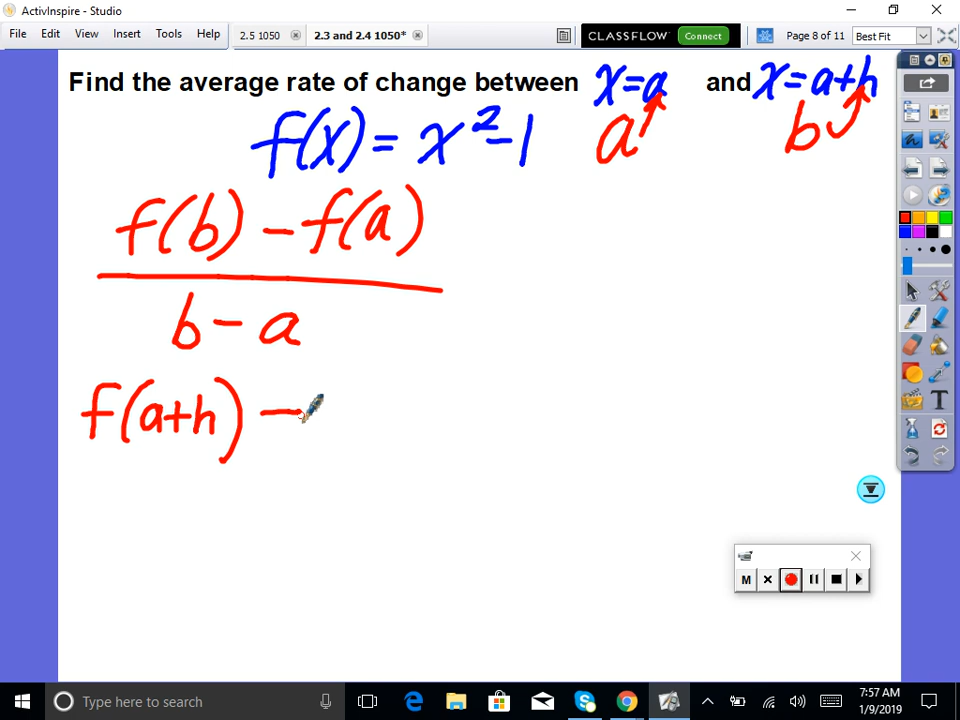 ActivInspire - Studio
File Edit View Insert Tools Help
2.5 1050
2.3 and 2.4 1050*
CLASSFLOW Connect
Page 8 of 11
Best Fit
Find the average rate of change between x=a and x=a+h
f(x)=x²-1
a
b
f(b)-f(a)
b-a
f(a+h)-
T
M
Type here to search
7:57 AM
1/9/2019